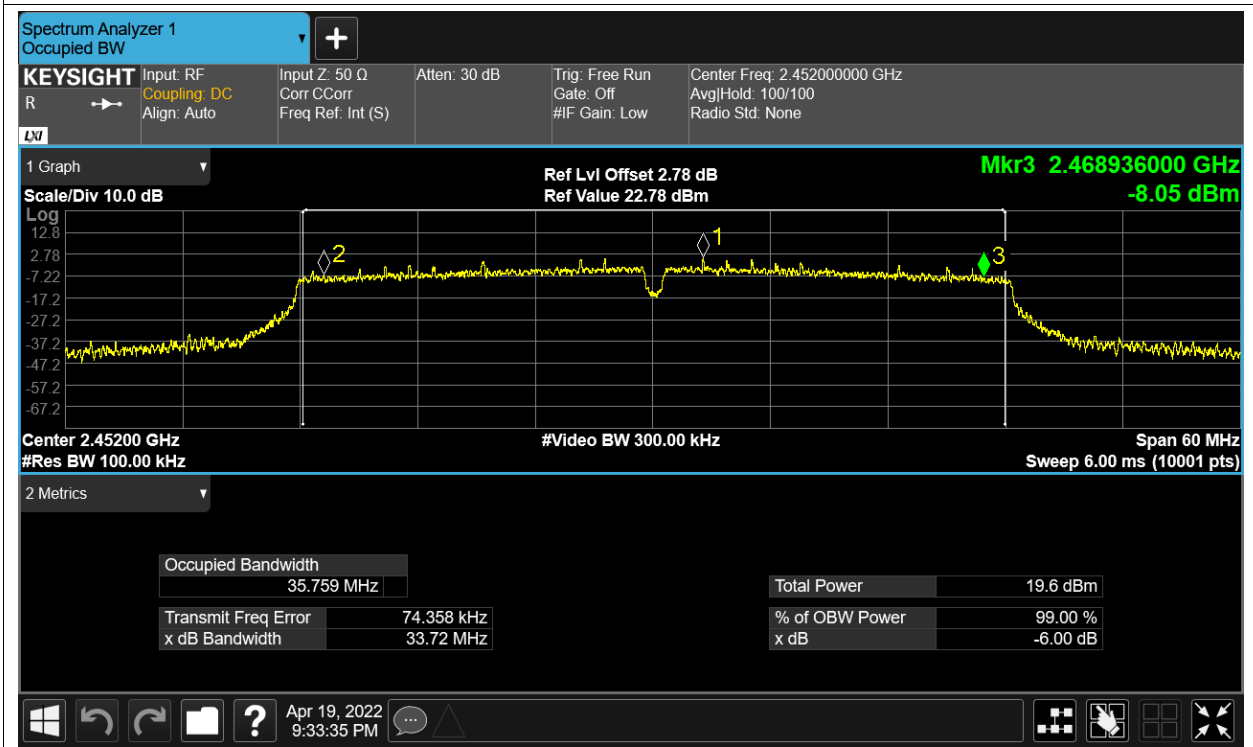 Spectrum Analyzer 1
Occupied BW
▼
+
KEYSIGHT
R
LXI
Input: RF
Coupling: DC
Align: Auto
Input Z: 50 Ω
Corr CCorr
Freq Ref: Int (S)
Atten: 30 dB
Trig: Free Run
Gate: Off
#IF Gain: Low
Center Freq: 2.452000000 GHz
Avg|Hold: 100/100
Radio Std: None
1 Graph
Scale/Div 10.0 dB
Ref Lvl Offset 2.78 dB
Ref Value 22.78 dBm
Mkr3 2.468936000 GHz
-8.05 dBm
Log
12.8
2.78
-7.22
-17.2
-27.2
-37.2
-47.2
-57.2
-67.2
2
1
3
Center 2.45200 GHz
#Res BW 100.00 kHz
#Video BW 300.00 kHz
Span 60 MHz
Sweep 6.00 ms (10001 pts)
2 Metrics
Occupied Bandwidth
35.759 MHz
Transmit Freq Error 74.358 kHz
x dB Bandwidth 33.72 MHz
Total Power 19.6 dBm
% of OBW Power 99.00 %
x dB -6.00 dB
?
Apr 19, 2022
9:33:35 PM